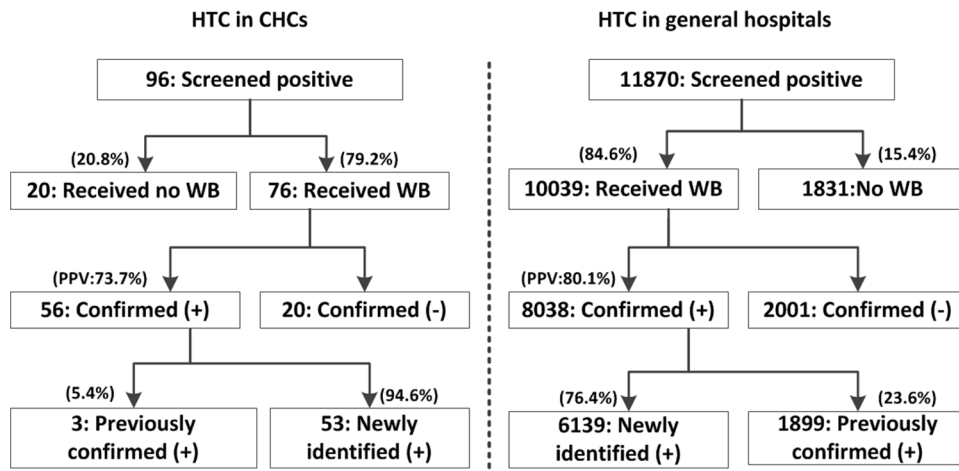 HTC in CHCs
96: Screened positive
(20.8%)
(79.2%)
20: Received no WB
76: Received WB
(PPV:73.7%)
56: Confirmed (+)
20: Confirmed (-)
(5.4%)
(94.6%)
3: Previously
confirmed (+)
53: Newly
identified (+)
HTC in general hospitals
11870: Screened positive
(84.6%)
(15.4%)
10039: Received WB
1831:No WB
(PPV:80.1%)
8038: Confirmed (+)
2001: Confirmed (-)
(76.4%)
(23.6%)
6139: Newly
identified (+)
1899: Previously
confirmed (+)